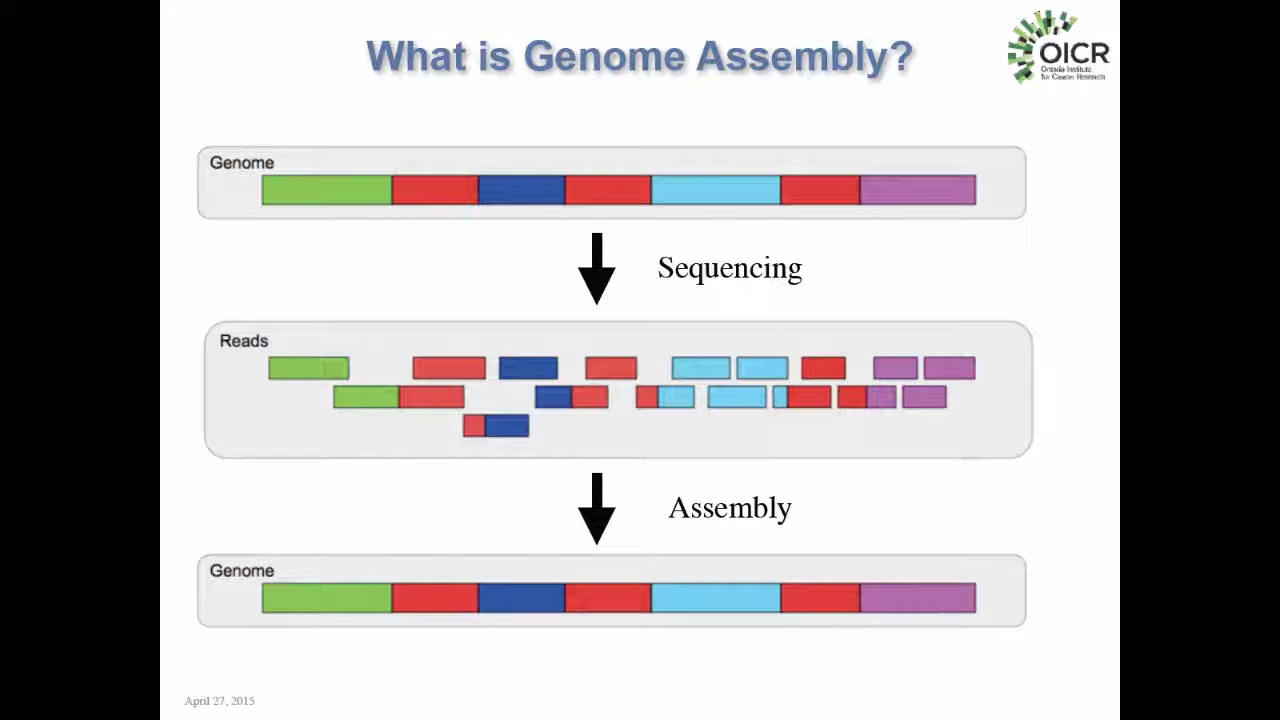 What is Genome Assembly?
OICR
Ontario Institute
for Cancer Research
Genome
Sequencing
Reads
Assembly
Genome
April 27, 2015